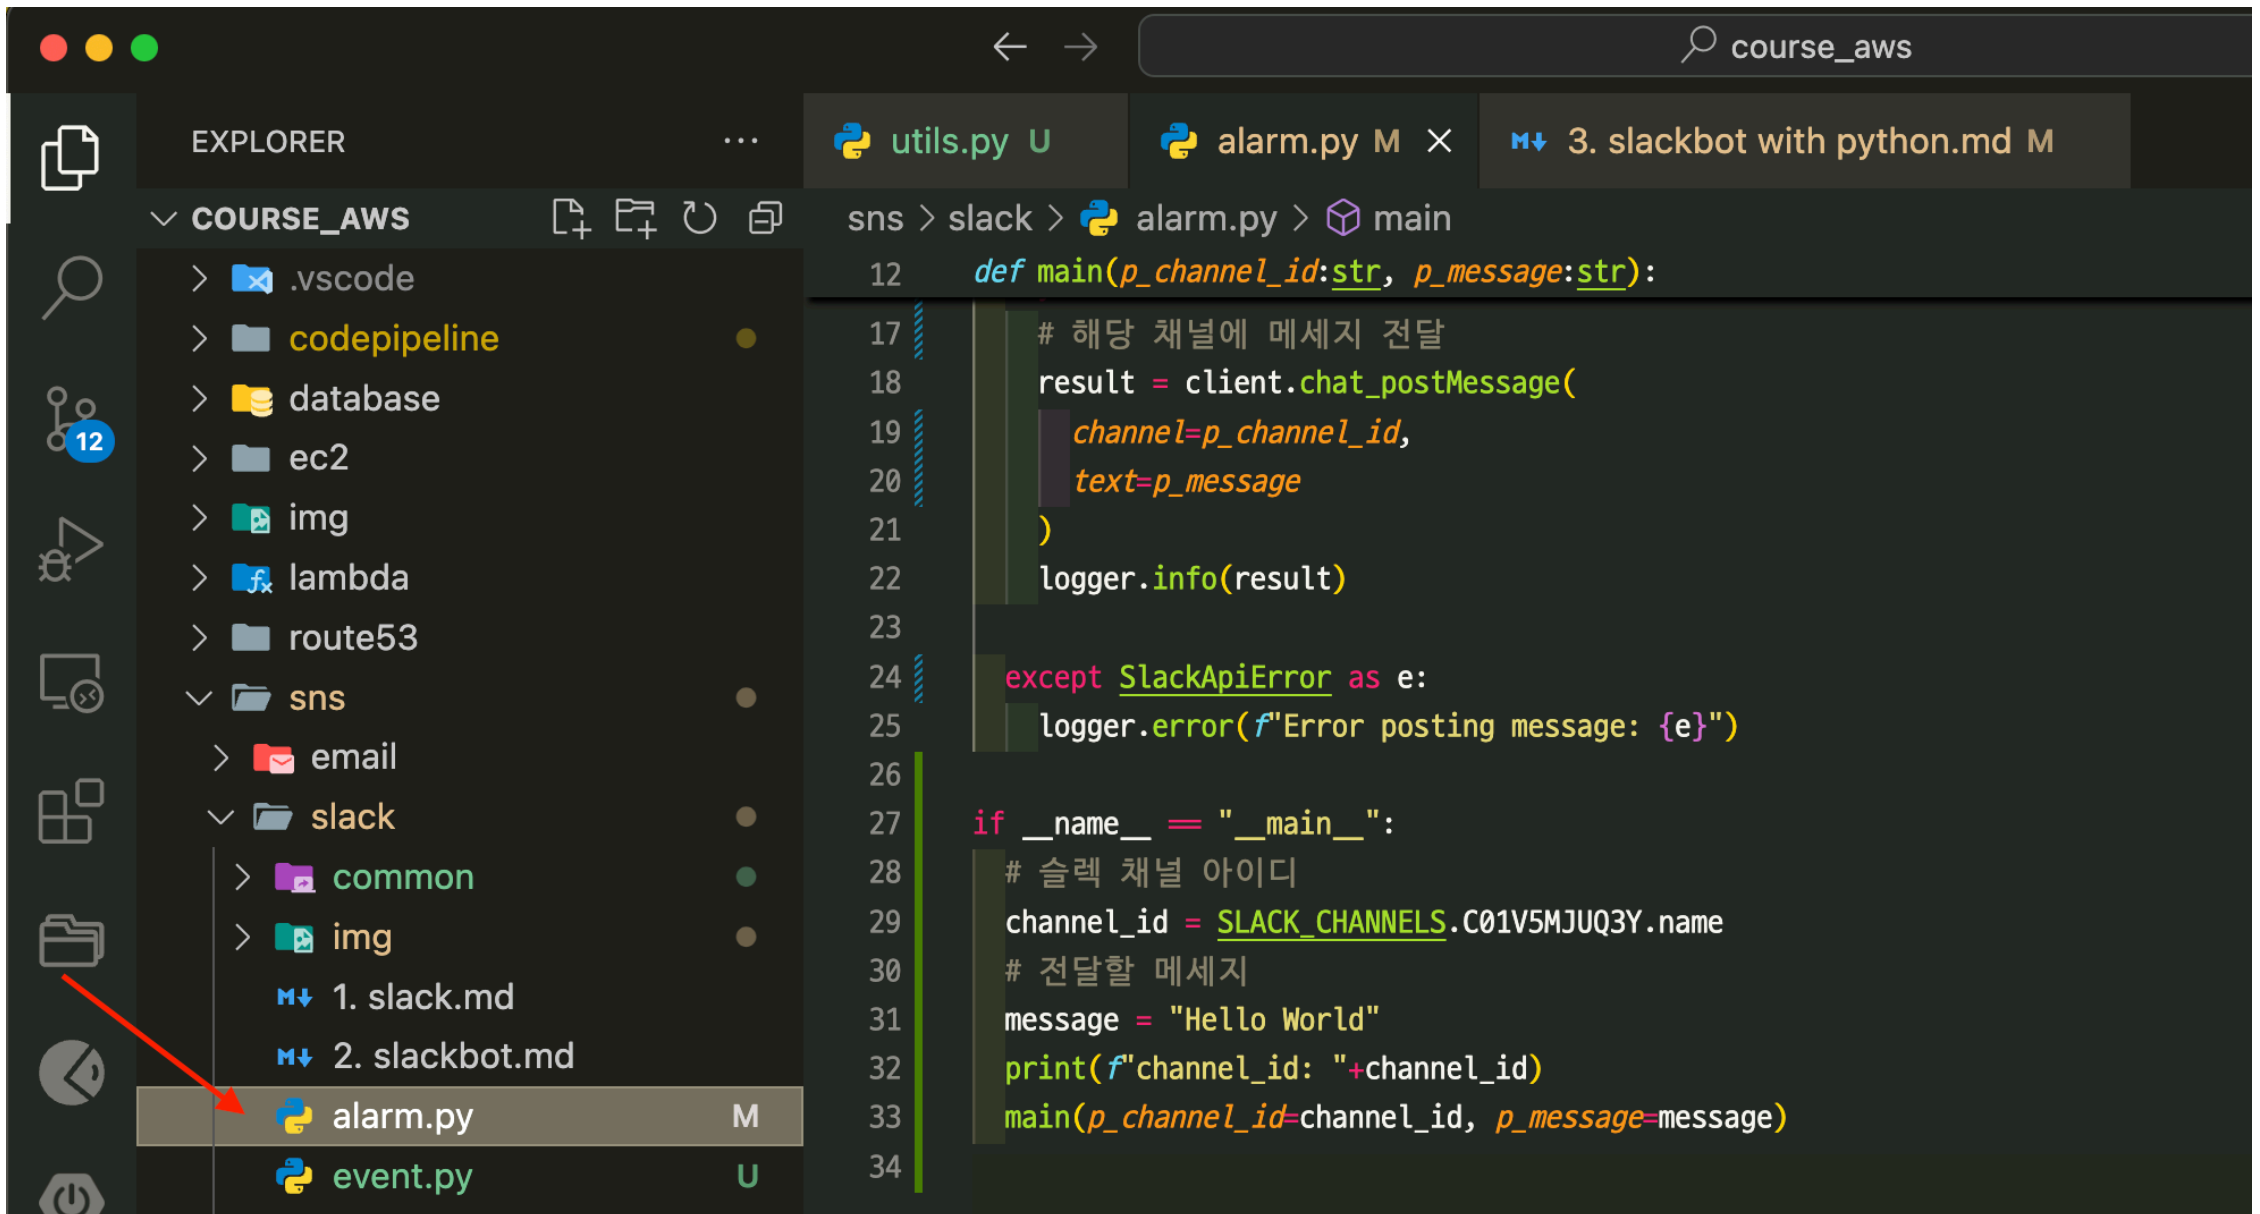 course_aws
EXPLORER ...
COURSE_AWS
.vscode
codepipeline
database
ec2
img
lambda
route53
sns
email
slack
common
img
1. slack.md
2. slackbot.md
alarm.py M
event.py U
12
utils.py U
alarm.py M
3. slackbot with python.md M
sns > slack > alarm.py > main
12 def main(p_channel_id:str, p_message:str):
17 # 해당 채널에 메세지 전달
18 result = client.chat_postMessage(
19 channel=p_channel_id,
20 text=p_message
21 )
22 logger.info(result)
23
24 except SlackApiError as e:
25 logger.error(f"Error posting message: {e}")
26
27 if __name__ == "__main__":
28 # 슬렉 채널 아이디
29 channel_id = SLACK_CHANNELS.C01V5MJUQ3Y.name
30 # 전달할 메세지
31 message = "Hello World"
32 print(f"channel_id: "+channel_id)
33 main(p_channel_id=channel_id, p_message=message)
34